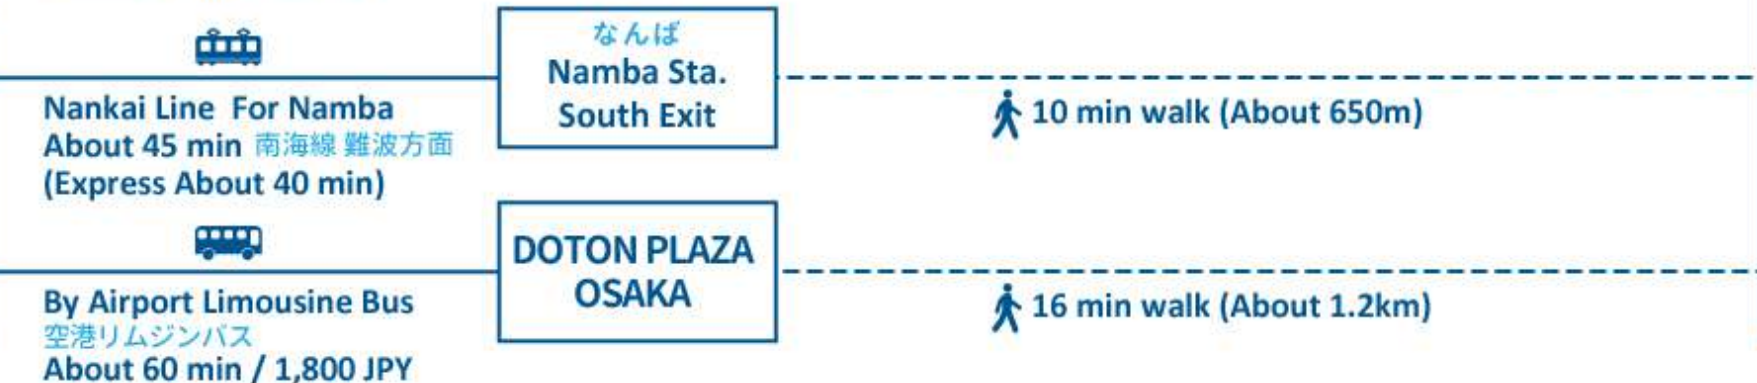 なんば
Namba Sta.
South Exit
Nankai Line For Namba
About 45 min 南海線 難波方面
(Express About 40 min)
10 min walk (About 650m)
DOTON PLAZA
OSAKA
By Airport Limousine Bus
空港リムジンバス
About 60 min / 1,800 JPY
16 min walk (About 1.2km)